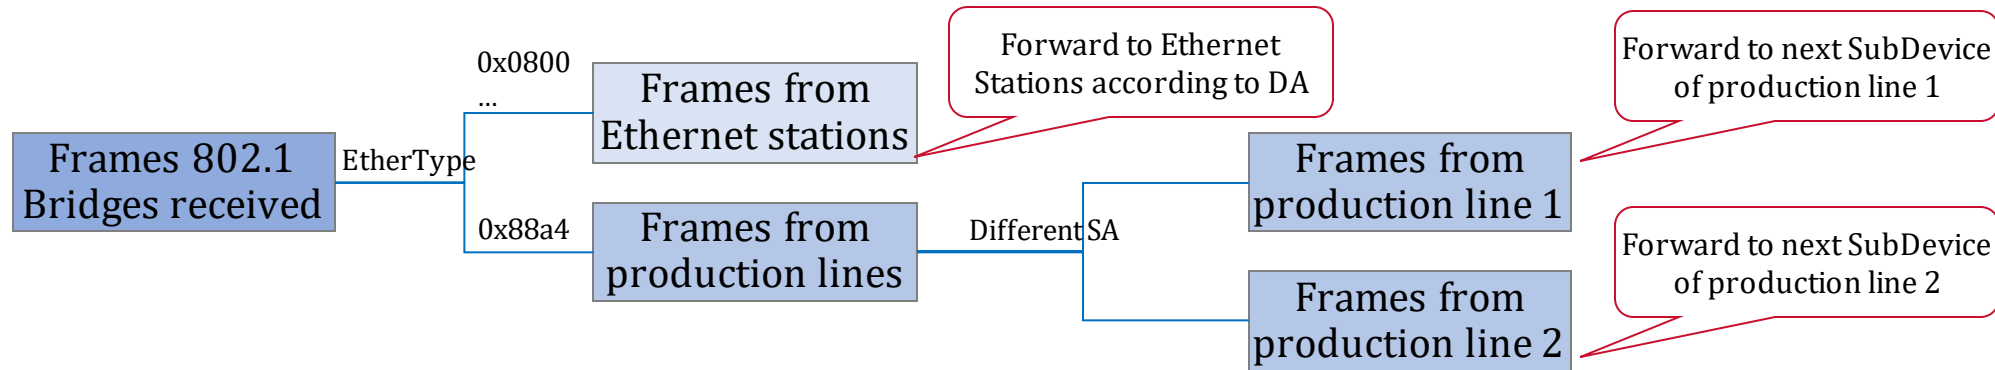 Frames 802.1
Bridges received
EtherType
0x0800
...
Frames from
Ethernet stations
Forward to Ethernet
Stations according to DA
0x88a4
Frames from
production lines
Different SA
Frames from
production line 1
Forward to next SubDevice
of production line 1
Frames from
production line 2
Forward to next SubDevice
of production line 2